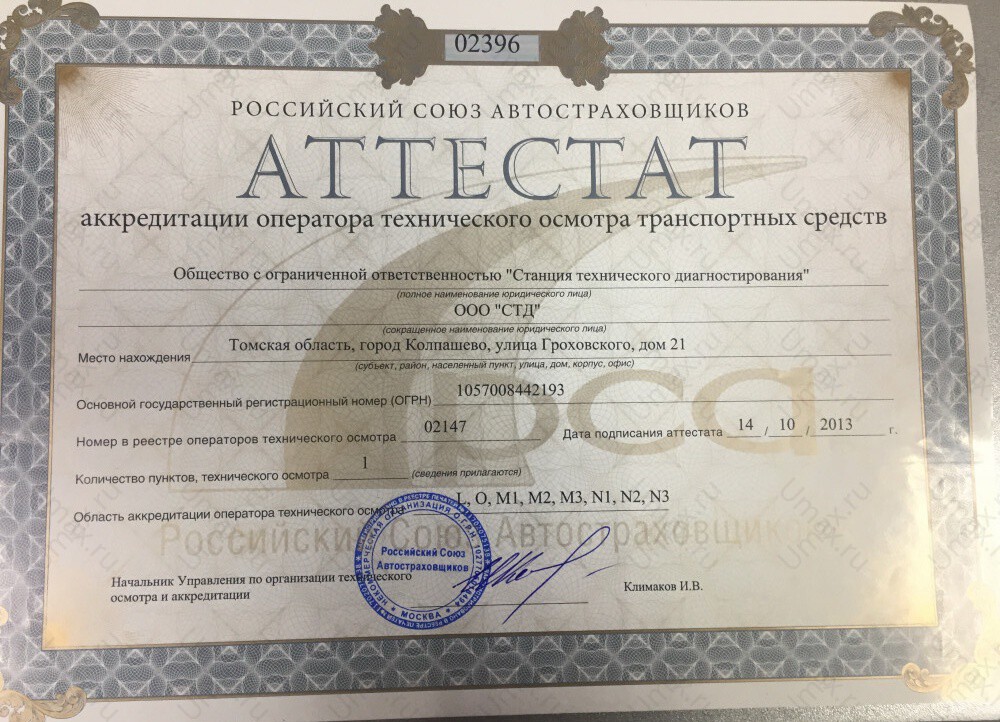 02396
РОССИЙСКИЙ СОЮЗ АВТОСТРАХОВЩИКОВ
АТТЕСТАТ
аккредитации оператора технического осмотра транспортных средств
Общество с ограниченной ответственностью "Станция технического диагностирования"
(полное наименование юридического лица)
ООО "СТД"
(сокращенное наименование юридического лица)
Место нахождения Томская область, город Колпашево, улица Гроховского, дом 21
(субъект, район, населенный пункт, улица, дом, корпус, офис)
Основной государственный регистрационный номер (ОГРН) 1057008442193
Номер в реестре операторов технического осмотра 02147 Дата подписания аттестата 14 / 10 / 2013 г.
Количество пунктов, технического осмотра 1 (сведения прилагаются)
Область аккредитации оператора технического осмотра L, O, M1, M2, M3, N1, N2, N3
рса
Российский Союз Автостраховщиков
Российский Союз
Автостраховщиков
МОСКВА
Начальник Управления по организации технического
осмотра и аккредитации
Климаков И.В.
Umex.ru